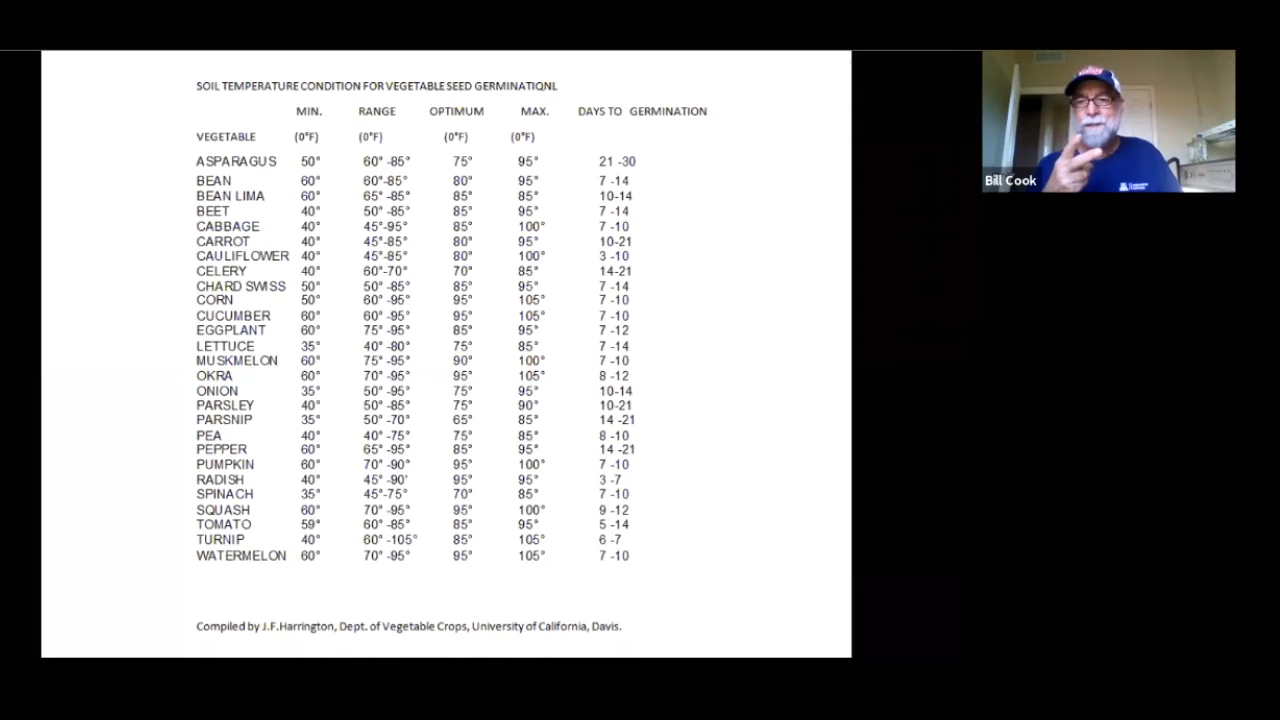 SOIL TEMPERATURE CONDITION FOR VEGETABLE SEED GERMINATIQNL
MIN. RANGE OPTIMUM MAX. DAYS TO GERMINATION
VEGETABLE (0°F) (0°F) (0°F) (0°F)
ASPARAGUS 50° 60° -85° 75° 95° 21 -30
BEAN 60° 60°-85° 80° 95° 7 -14
BEAN LIMA 60° 65° -85° 85° 85° 10-14
BEET 40° 50° -85° 85° 95° 7 -14
CABBAGE 40° 45°-95° 85° 100° 7 -10
CARROT 40° 45°-85° 80° 95° 10-21
CAULIFLOWER 40° 45°-85° 80° 100° 3 -10
CELERY 40° 60°-70° 70° 85° 14-21
CHARD SWISS 50° 50° -85° 85° 95° 7 -14
CORN 50° 60° -95° 95° 105° 7 -10
CUCUMBER 60° 60° -95° 95° 105° 7 -10
EGGPLANT 60° 75° -95° 85° 95° 7 -12
LETTUCE 35° 40° -80° 75° 85° 7 -14
MUSKMELON 60° 75° -95° 90° 100° 7 -10
OKRA 60° 70° -95° 95° 105° 8 -12
ONION 35° 50° -95° 75° 95° 10-14
PARSLEY 40° 50° -85° 75° 90° 10-21
PARSNIP 35° 50° -70° 65° 85° 14 -21
PEA 40° 40° -75° 75° 85° 8 -10
PEPPER 60° 65° -95° 85° 95° 14 -21
PUMPKIN 60° 70° -90° 95° 100° 7 -10
RADISH 40° 45° -90' 95° 95° 3 -7
SPINACH 35° 45°-75° 70° 85° 7 -10
SQUASH 60° 70° -95° 95° 100° 9 -12
TOMATO 59° 60° -85° 85° 95° 5 -14
TURNIP 40° 60° -105° 85° 105° 6 -7
WATERMELON 60° 70° -95° 95° 105° 7 -10
Compiled by J.F.Harrington, Dept. of Vegetable Crops, University of California, Davis.
Bill Cook